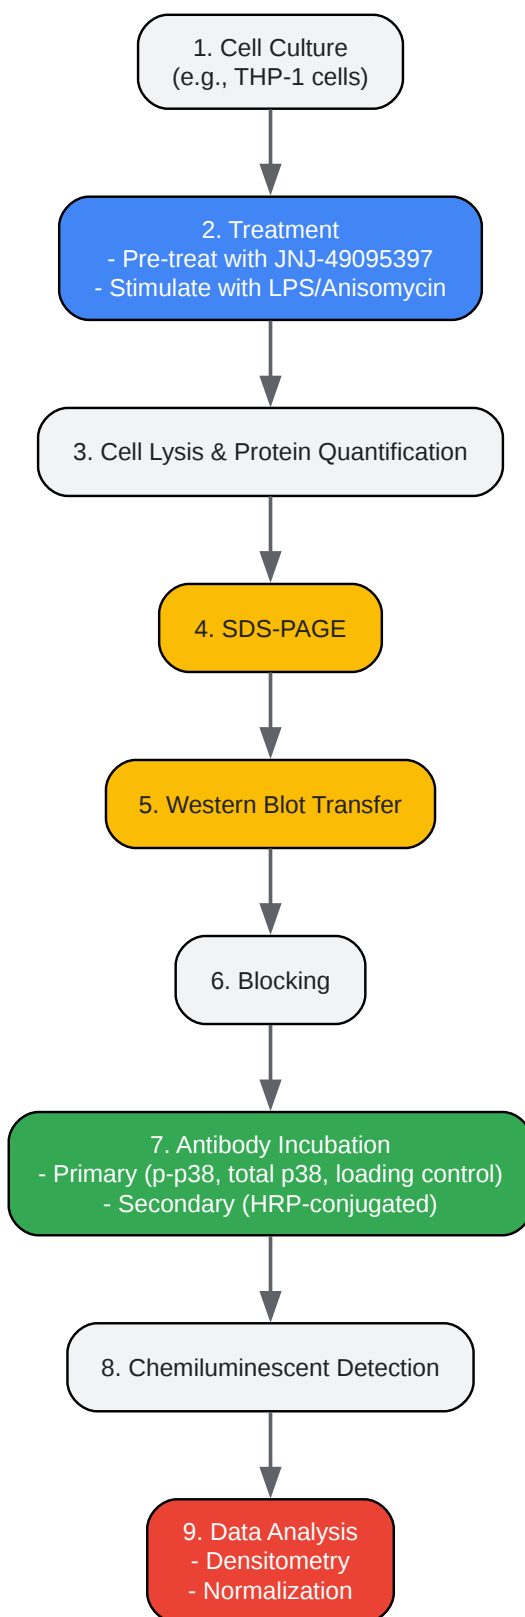 1. Cell Culture
(e.g., THP-1 cells)
2. Treatment
- Pre-treat with JNJ-49095397
- Stimulate with LPS/Anisomycin
3. Cell Lysis & Protein Quantification
4. SDS-PAGE
5. Western Blot Transfer
6. Blocking
7. Antibody Incubation
- Primary (p-p38, total p38, loading control)
- Secondary (HRP-conjugated)
8. Chemiluminescent Detection
9. Data Analysis
- Densitometry
- Normalization